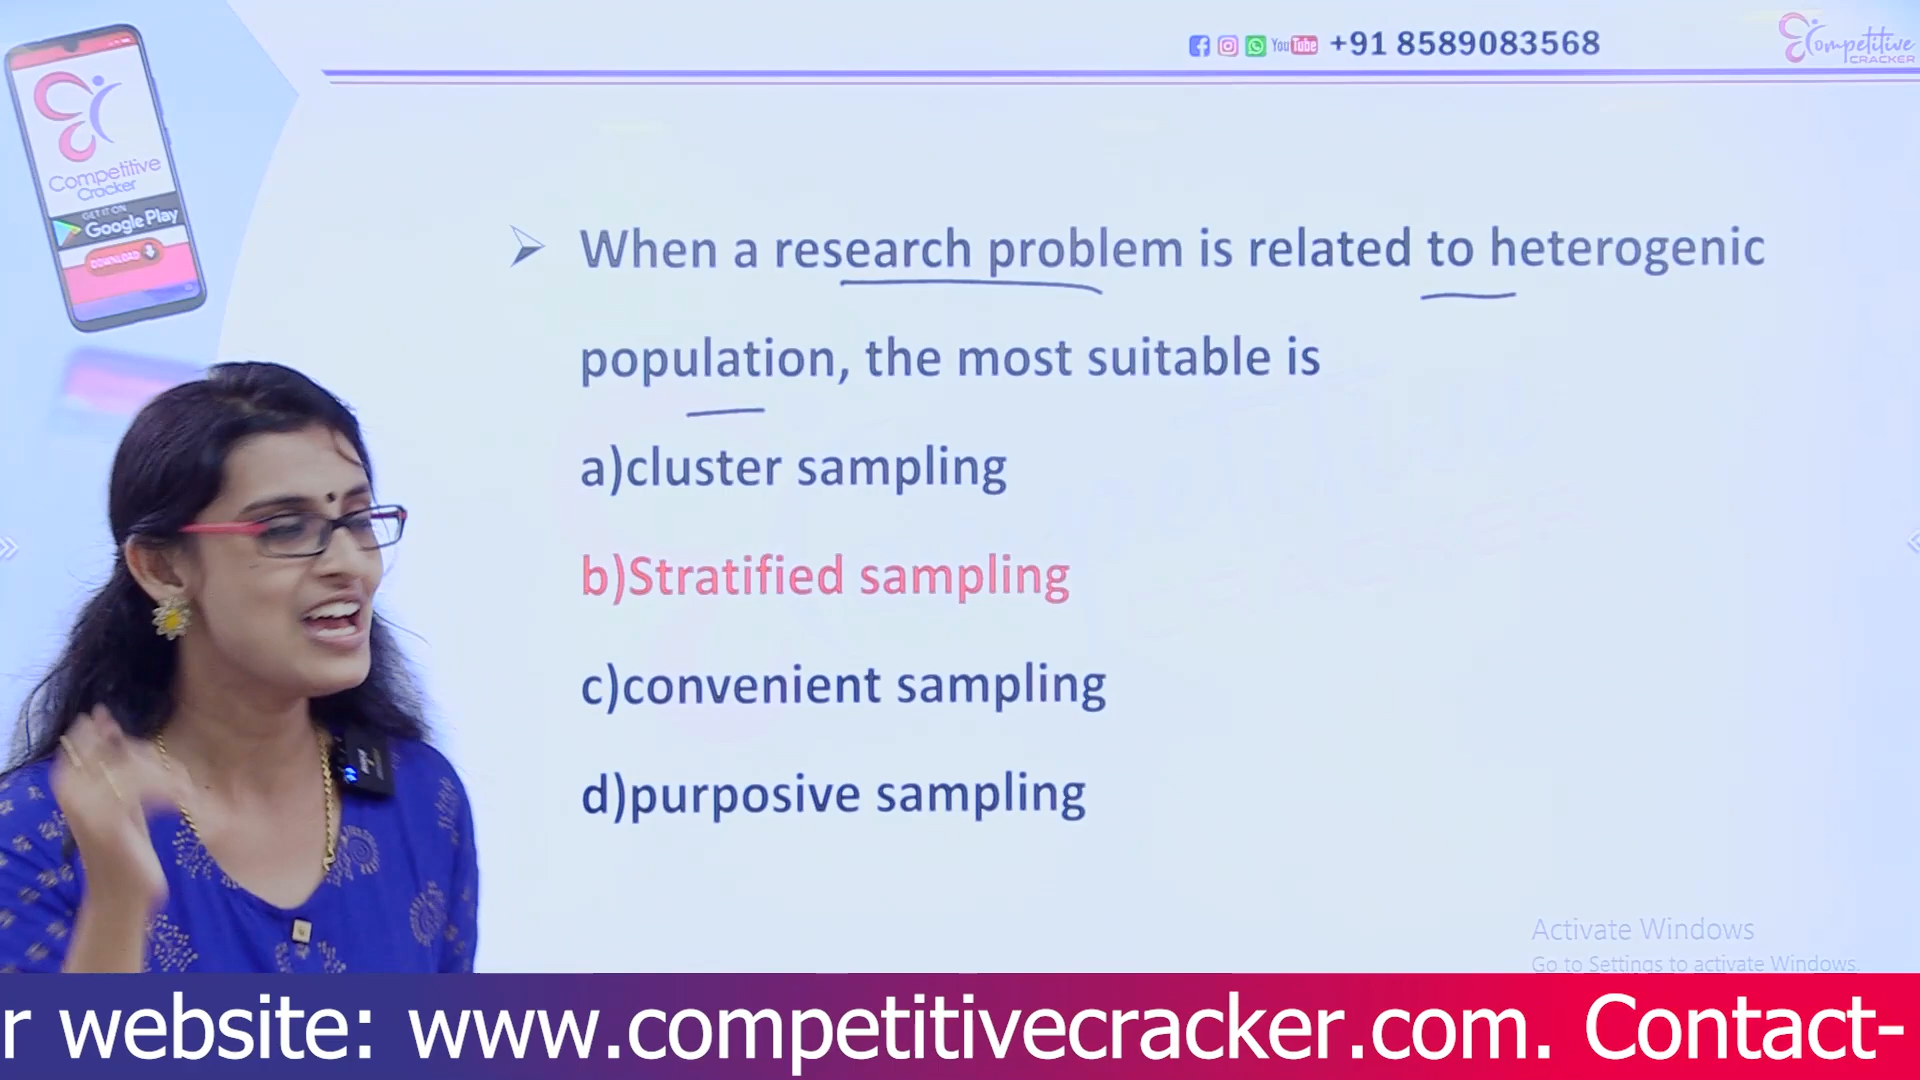 +91 8589083568
Competitive
CRACKER
Competitive
Cracker
GET IT ON
Google Play
DOWNLOAD
You Tube
When a research problem is related to heterogenic
population, the most suitable is
a)cluster sampling
b)Stratified sampling
c)convenient sampling
d)purposive sampling
Activate Windows
Go to Settings to activate Windows.
r website: www.competitivecracker.com. Contact-